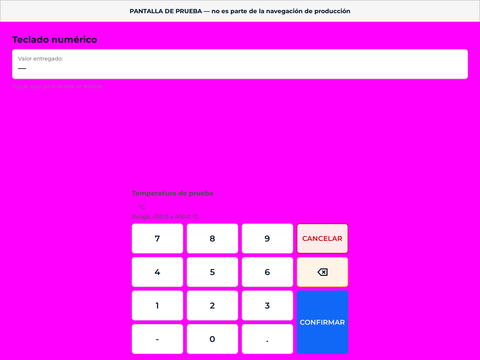 PANTALLA DE PRUEBA — no es parte de la navegación de producción
Teclado numérico
Valor entregado:
—
Temperatura de prueba
°C
7 8 9 CANCELAR
4 5 6
1 2 3 CONFIRMAR
- 0 .